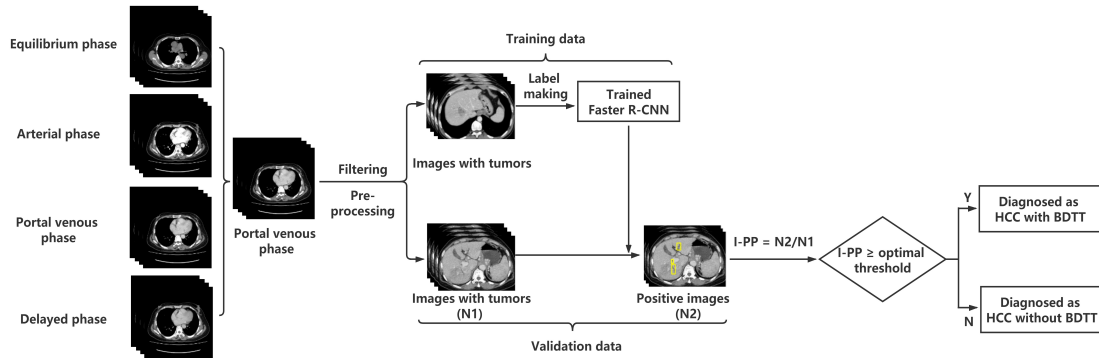 Equilibrium phase
Arterial phase
Portal venous
phase
Delayed phase
Portal venous
phase
Filtering
Pre-
processing
Training data
Images with tumors
Label
making
Trained
Faster R-CNN
Images with tumors
(N1)
Positive images
(N2)
Validation data
I-PP = N2/N1
I-PP ≥ optimal
threshold
Y
Diagnosed as
HCC with BDTT
N
Diagnosed as
HCC without BDTT